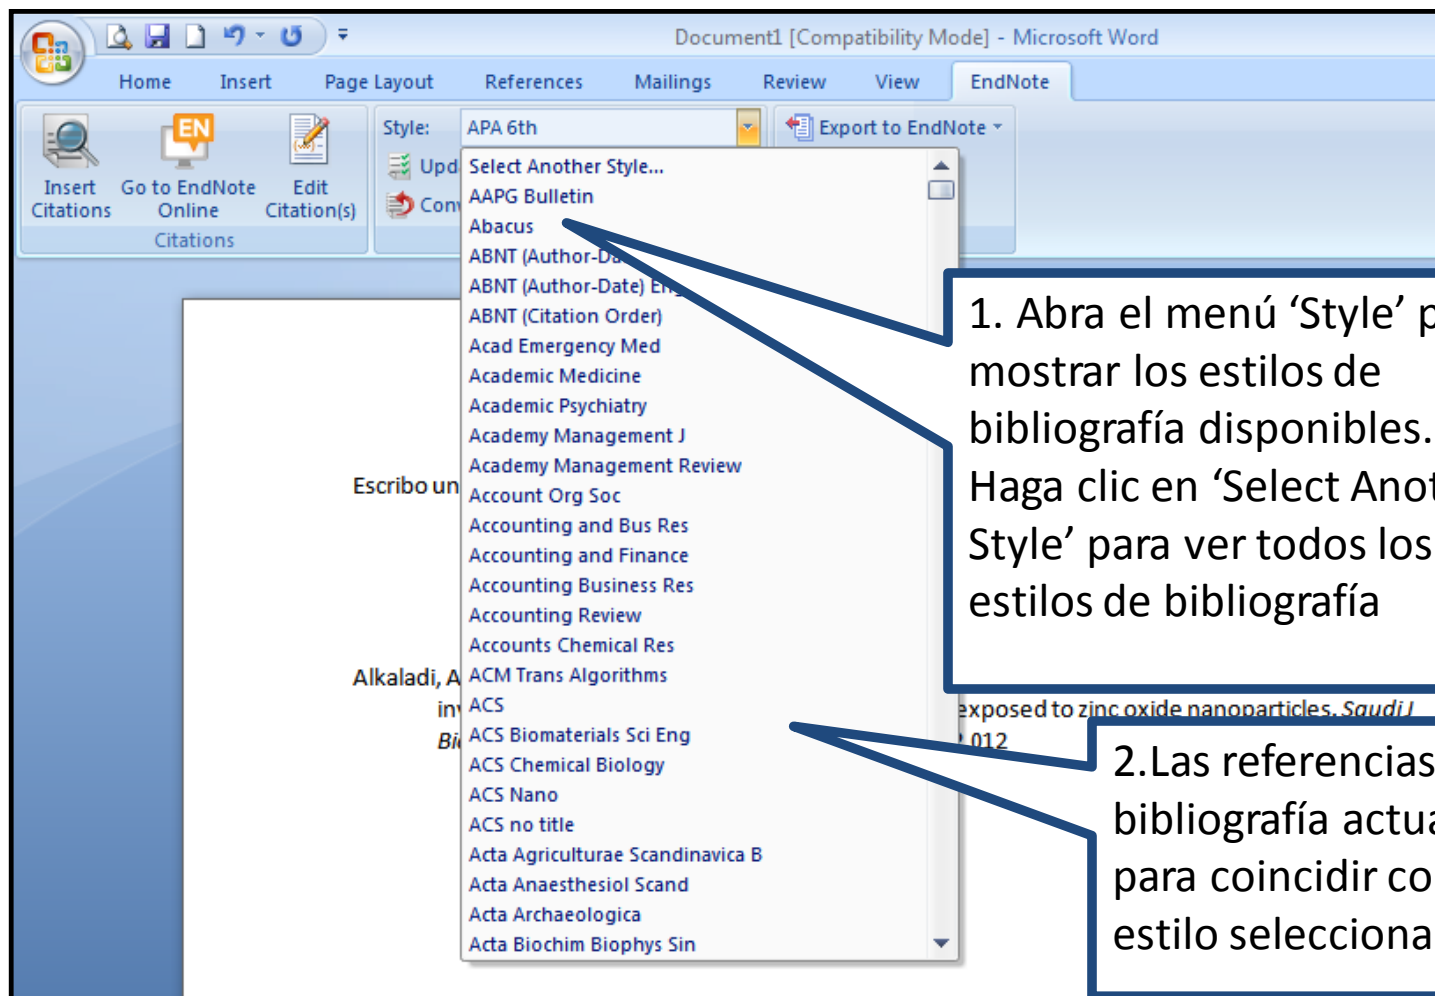 Document1 [Compatibility Mode] - Microsoft Word
Home Insert Page Layout References Mailings Review View EndNote
EN
Insert Citations
Go to EndNote Online
Edit Citation(s)
Citations
Style: APA 6th
Export to EndNote
Upd
Conv
Select Another Style...
AAPG Bulletin
Abacus
ABNT (Author-Da
ABNT (Author-Date) Eng
ABNT (Citation Order)
Acad Emergency Med
Academic Medicine
Academic Psychiatry
Academy Management J
Academy Management Review
Account Org Soc
Accounting and Bus Res
Accounting and Finance
Accounting Business Res
Accounting Review
Accounts Chemical Res
ACM Trans Algorithms
ACS
ACS Biomaterials Sci Eng
ACS Chemical Biology
ACS Nano
ACS no title
Acta Agriculturae Scandinavica B
Acta Anaesthesiol Scand
Acta Archaeologica
Acta Biochim Biophys Sin
Escribo un
Alkaladi, A
inv
exposed to zinc oxide nanoparticles. Saudi J
Bi
2.012
1. Abra el menú ‘Style’ p
mostrar los estilos de
bibliografía disponibles.
Haga clic en ‘Select Anot
Style’ para ver todos los
estilos de bibliografía
2.Las referencias
bibliografía actua
para coincidir co
estilo selecciona